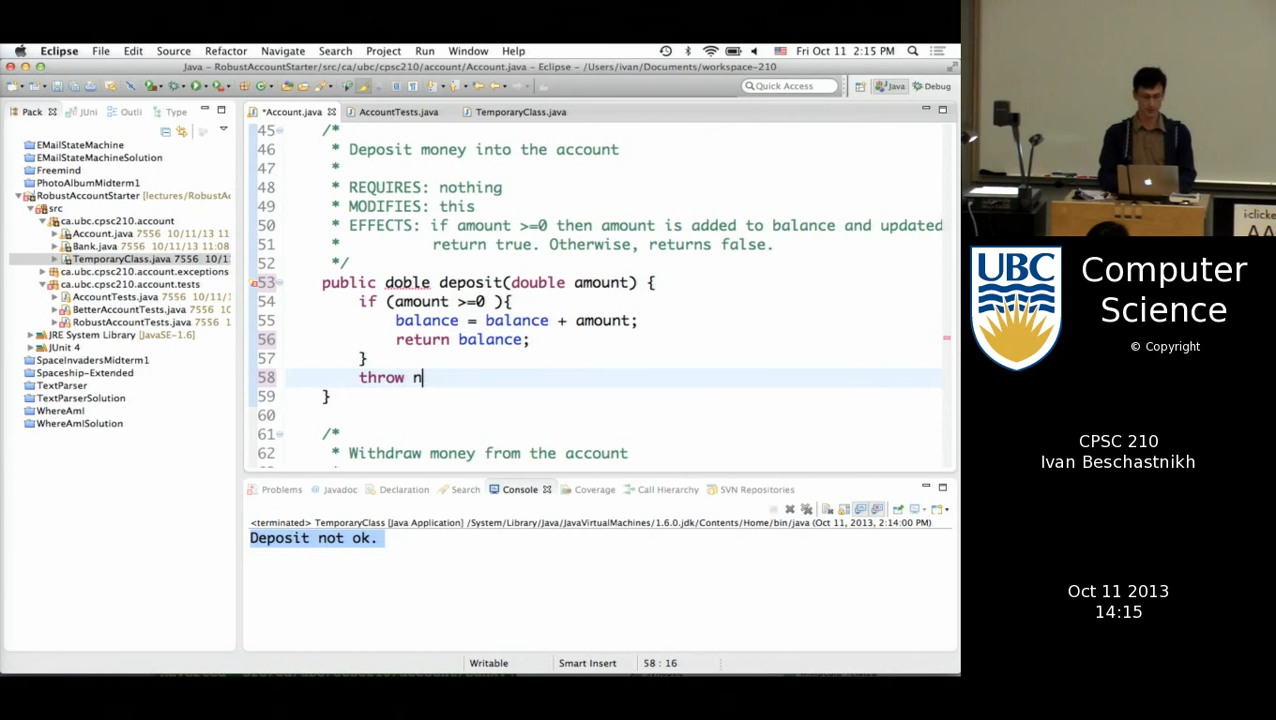 Eclipse File Edit Source Refactor Navigate Search Project Run Window Help Fri Oct 11 2:15 PM
Java - RobustAccountStarter/src/ca/ubc/cpsc210/account/Account.java - Eclipse - /Users/ivan/Documents/workspace-210
Quick Access Java Debug
Pack JUni Outli Type
*Account.java AccountTests.java TemporaryClass.java
EMailStateMachine
EMailStateMachineSolution
Freemind
PhotoAlbumMidterm1
RobustAccountStarter [lectures/RobustAc
src
ca.ubc.cpsc210.account
Account.java 7556 10/11/13 11
Bank.java 7556 10/11/13 11:08
TemporaryClass.java 7556 10/1
ca.ubc.cpsc210.account.exceptions
ca.ubc.cpsc210.account.tests
AccountTests.java 7556 10/11/
BetterAccountTests.java 7556
RobustAccountTests.java 7556
JRE System Library [JavaSE-1.6]
JUnit 4
SpaceInvadersMidterm1
Spaceship-Extended
TextParser
TextParserSolution
WhereAmI
WhereAmISolution
45 /*
46 * Deposit money into the account
47 *
48 * REQUIRES: nothing
49 * MODIFIES: this
50 * EFFECTS: if amount >=0 then amount is added to balance and updated
51 * return true. Otherwise, returns false.
52 */
53 public doble deposit(double amount) {
54 if (amount >=0 ){
55 balance = balance + amount;
56 return balance;
57 }
58 throw n
59 }
60
61 /*
62 * Withdraw money from the account
Problems Javadoc Declaration Search Console Coverage Call Hierarchy SVN Repositories
<terminated> TemporaryClass [Java Application] /System/Library/Java/JavaVirtualMachines/1.6.0.jdk/Contents/Home/bin/java (Oct 11, 2013, 2:14:00 PM)
Deposit not ok.
Writable Smart Insert 58 : 16
i-clicke
AA
UBC
Computer
Science
© Copyright
CPSC 210
Ivan Beschastnikh
Oct 11 2013
14:15